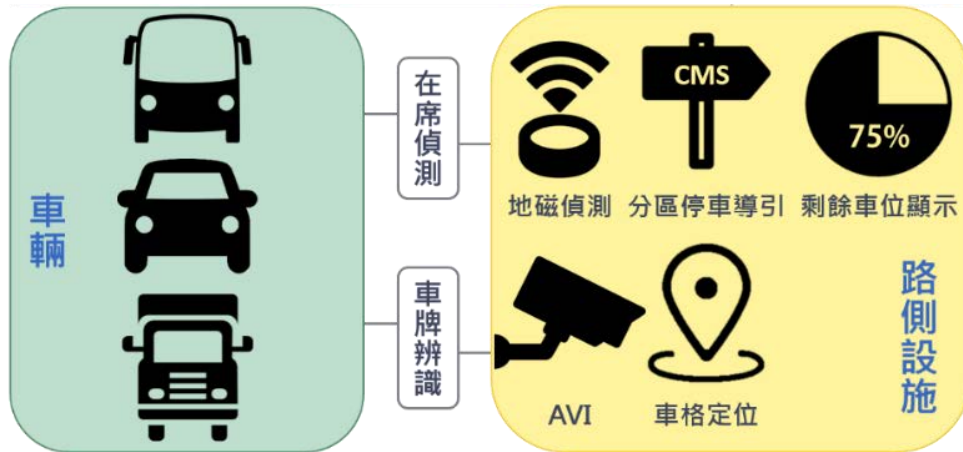 車輛
在席偵測
車牌辨識
CMS
75%
地磁偵測
分區停車導引
剩餘車位顯示
AVI
車格定位
路側設施